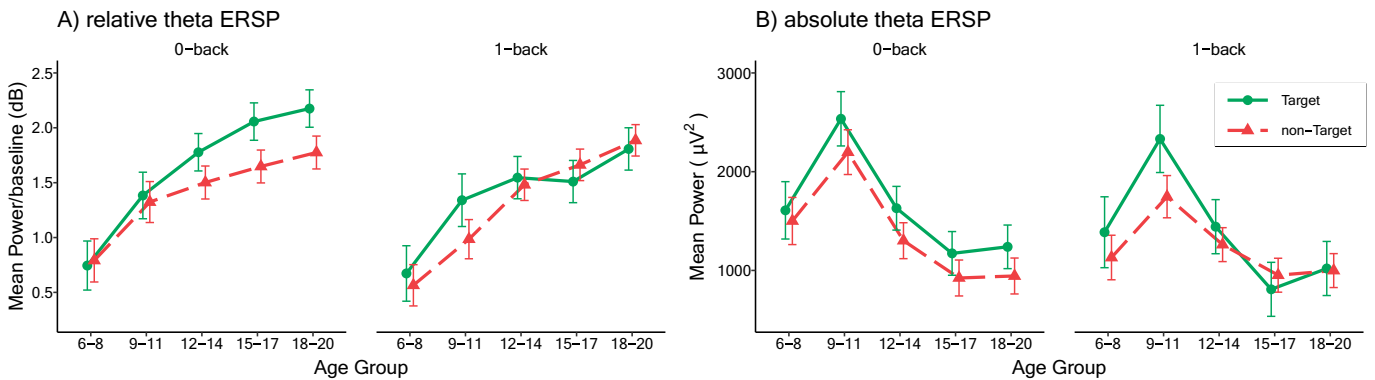 A) relative theta ERSP
0−back
1−back
Mean Power/baseline (dB)
2.5
2.0
1.5
1.0
0.5
6−8
9−11
12−14
15−17
18−20
6−8
9−11
12−14
15−17
18−20
Age Group
B) absolute theta ERSP
0−back
1−back
Mean Power ( μV²)
3000
2000
1000
6−8
9−11
12−14
15−17
18−20
6−8
9−11
12−14
15−17
18−20
Age Group
Target
non−Target